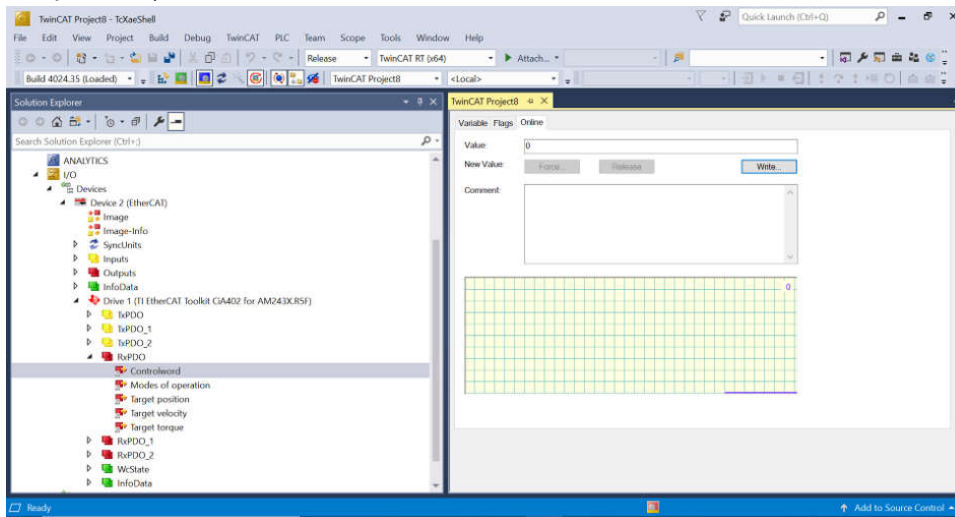 TwinCAT Project8 - TcXaeShell
Quick Launch (Ctrl+Q)
File Edit View Project Build Debug TwinCAT PLC Team Scope Tools Window Help
Release TwinCAT RT (x64) Attach...
Build 4024.35 (Loaded) TwinCAT Project8 <Local>
Solution Explorer
Search Solution Explorer (Ctrl+;)
ANALYTICS
I/O
Devices
Device 2 (EtherCAT)
Image
Image-Info
SyncUnits
Inputs
Outputs
InfoData
Drive 1 (TI EtherCAT Toolkit CiA402 for AM243X.R5F)
TxPDO
TxPDO_1
TxPDO_2
RxPDO
Controlword
Modes of operation
Target position
Target velocity
Target torque
RxPDO_1
RxPDO_2
WcState
InfoData
TwinCAT Project8
Variable Flags Online
Value: 0
New Value: Force... Release Write...
Comment:
0
Ready
Add to Source Control